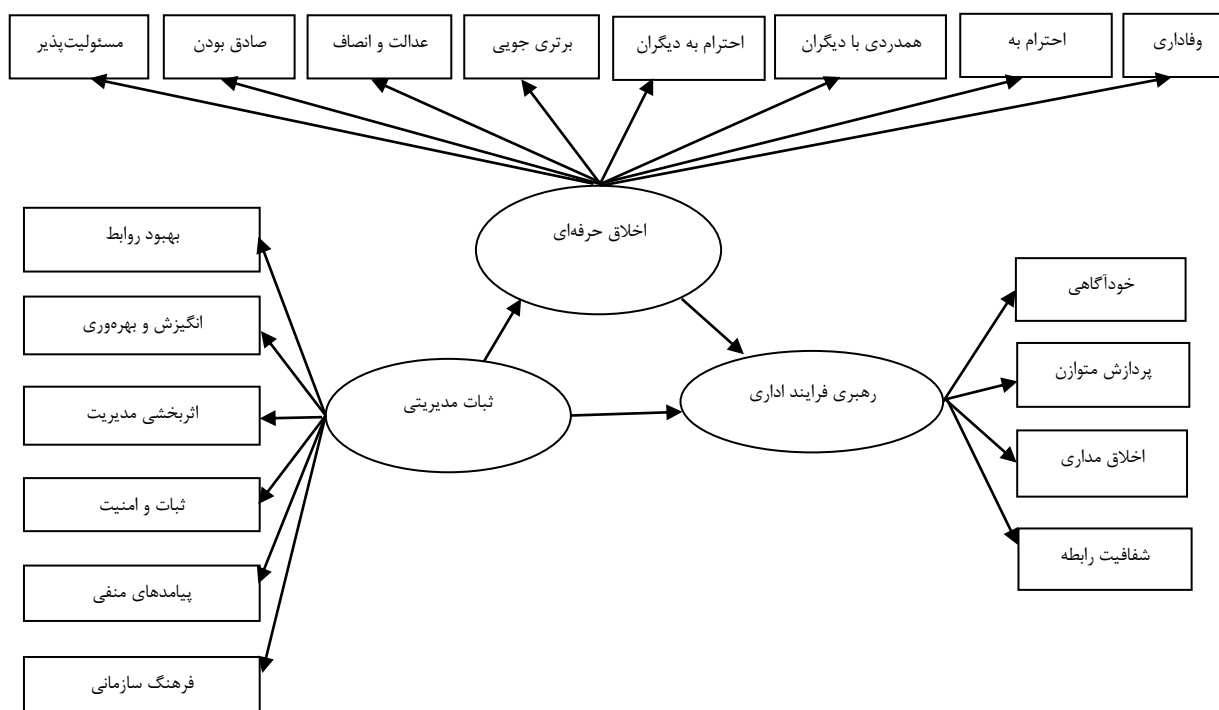 وفاداری
احترام به
همدردی با دیگران
احترام به دیگران
برتری جویی
عدالت و انصاف
صادق بودن
مسئولیت‌پذیر
اخلاق حرفه‌ای
خودآگاهی
پردازش متوازن
اخلاق مداری
شفافیت رابطه
رهبری فرایند اداری
ثبات مدیریتی
بهبود روابط
انگیزش و بهره‌وری
اثربخشی مدیریت
ثبات و امنیت
پیامدهای منفی
فرهنگ سازمانی